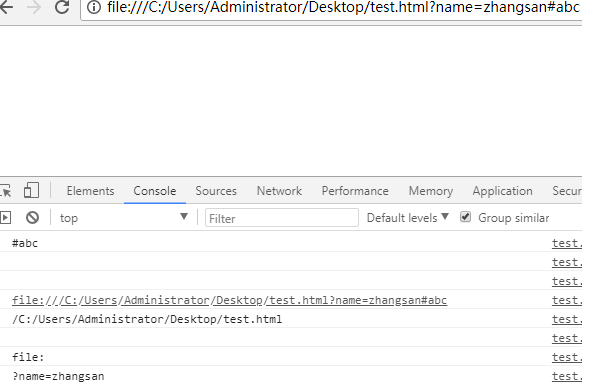 file:///C:/Users/Administrator/Desktop/test.html?name=zhangsan#abc
Elements Console Sources Network Performance Memory Application Secur
top Filter Default levels Group similar
#abc test.
test.
test.
file:///C:/Users/Administrator/Desktop/test.html?name=zhangsan#abc test.
/C:/Users/Administrator/Desktop/test.html test.
test.
file: test.
?name=zhangsan test.